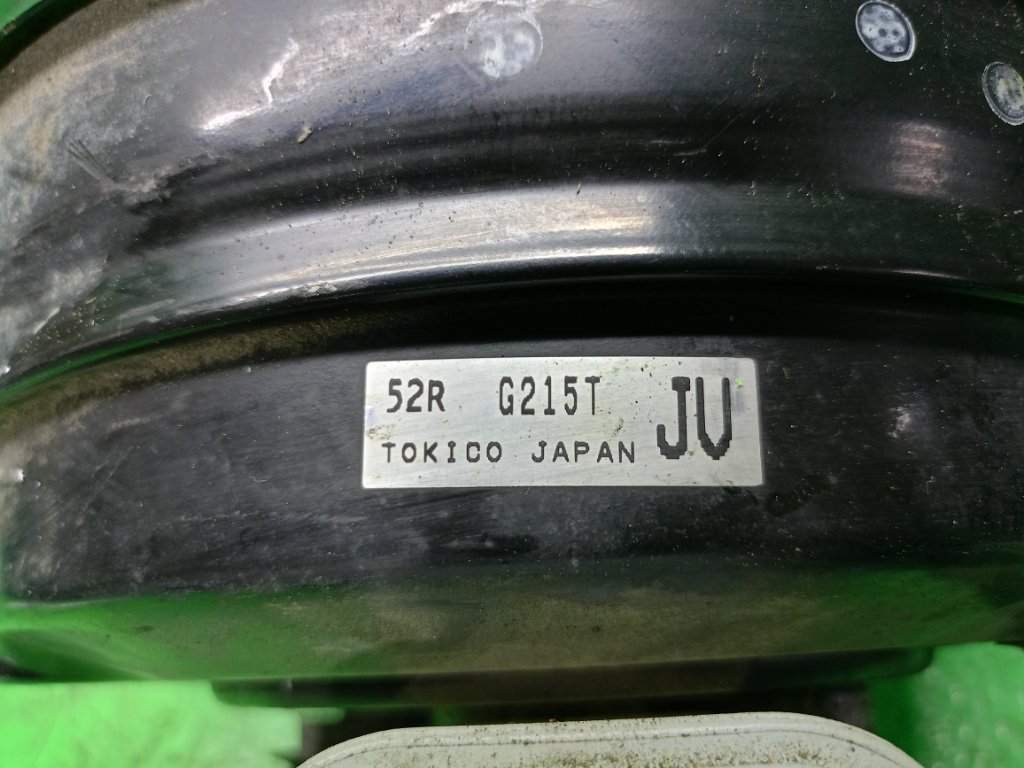 52R G215T JV
TOKICO JAPAN